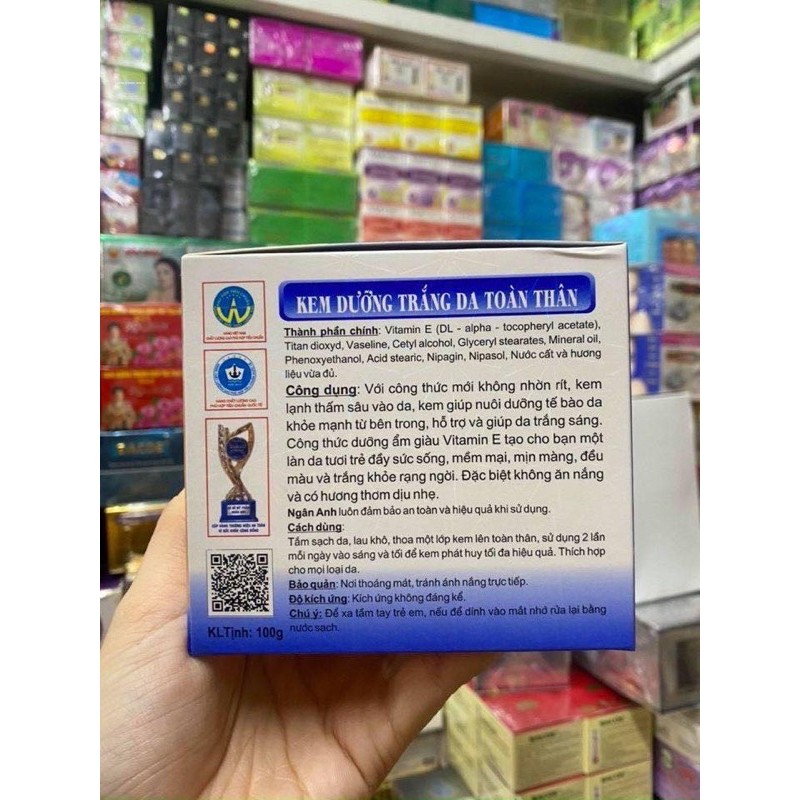 KEM DƯỠNG TRẮNG DA TOÀN THÂN
Thành phần chính: Vitamin E (DL - alpha - tocopheryl acetate),
Titan dioxyd, Vaseline, Cetyl alcohol, Glyceryl stearates, Mineral oil,
Phenoxyethanol, Acid stearic, Nipagin, Nipasol, Nước cất và hương
liệu vừa đủ.
Công dụng: Với công thức mới không nhờn rít, kem
lạnh thấm sâu vào da, kem giúp nuôi dưỡng tế bào da
khỏe mạnh từ bên trong, hỗ trợ và giúp da trắng sáng.
Công thức dưỡng ẩm giàu Vitamin E tạo cho bạn một
làn da tươi trẻ đầy sức sống, mềm mại, mịn màng, đều
màu và trắng khỏe rạng ngời. Đặc biệt không ăn nắng
và có hương thơm dịu nhẹ.
Ngân Anh luôn đảm bảo an toàn và hiệu quả khi sử dụng.
Cách dùng:
Tắm sạch da, lau khô, thoa một lớp kem lên toàn thân, sử dụng 2 lần
mỗi ngày vào sáng và tối để kem phát huy tối đa hiệu quả. Thích hợp
cho mọi loại da.
Bảo quản: Nơi thoáng mát, tránh ánh nắng trực tiếp.
Độ kích ứng: Kích ứng không đáng kể.
Chú ý: Để xa tầm tay trẻ em, nếu để dính vào mắt nhớ rửa lại bằng
nước sạch.
KLTịnh: 100g